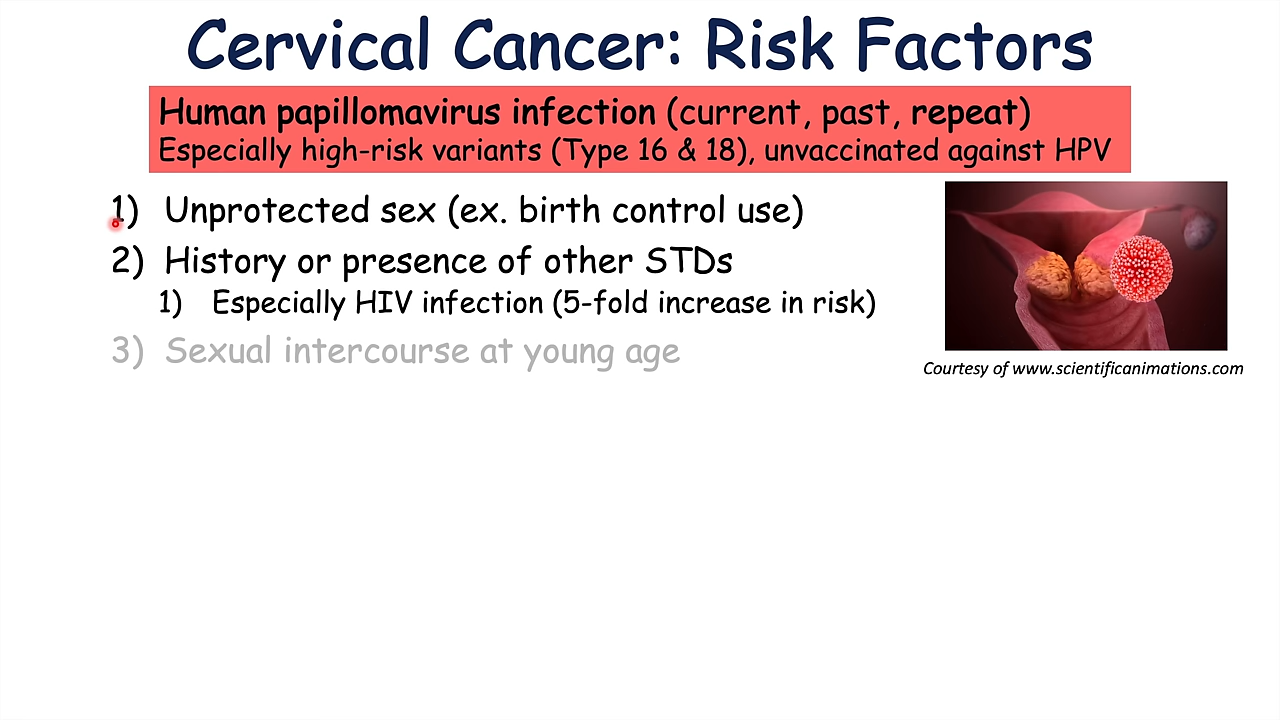 Cervical Cancer: Risk Factors
Human papillomavirus infection (current, past, repeat)
Especially high-risk variants (Type 16 & 18), unvaccinated against HPV
1) Unprotected sex (ex. birth control use)
2) History or presence of other STDs
1) Especially HIV infection (5-fold increase in risk)
3) Sexual intercourse at young age
Courtesy of www.scientificanimations.com